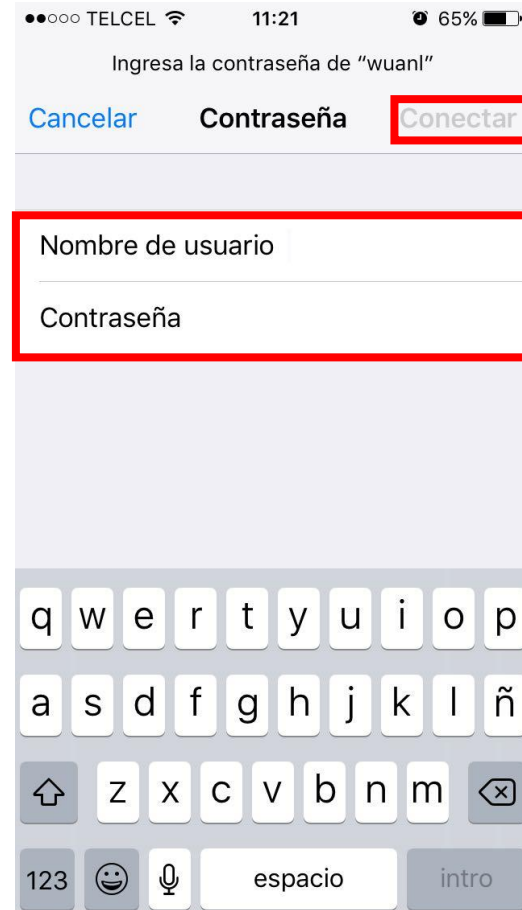 ●●○○○ TELCEL 11:21 65%
Ingresa la contraseña de “wuanl”
Cancelar Contraseña Conectar
Nombre de usuario
Contraseña
q w e r t y u i o p
a s d f g h j k l ñ
z x c v b n m
123 espacio intro